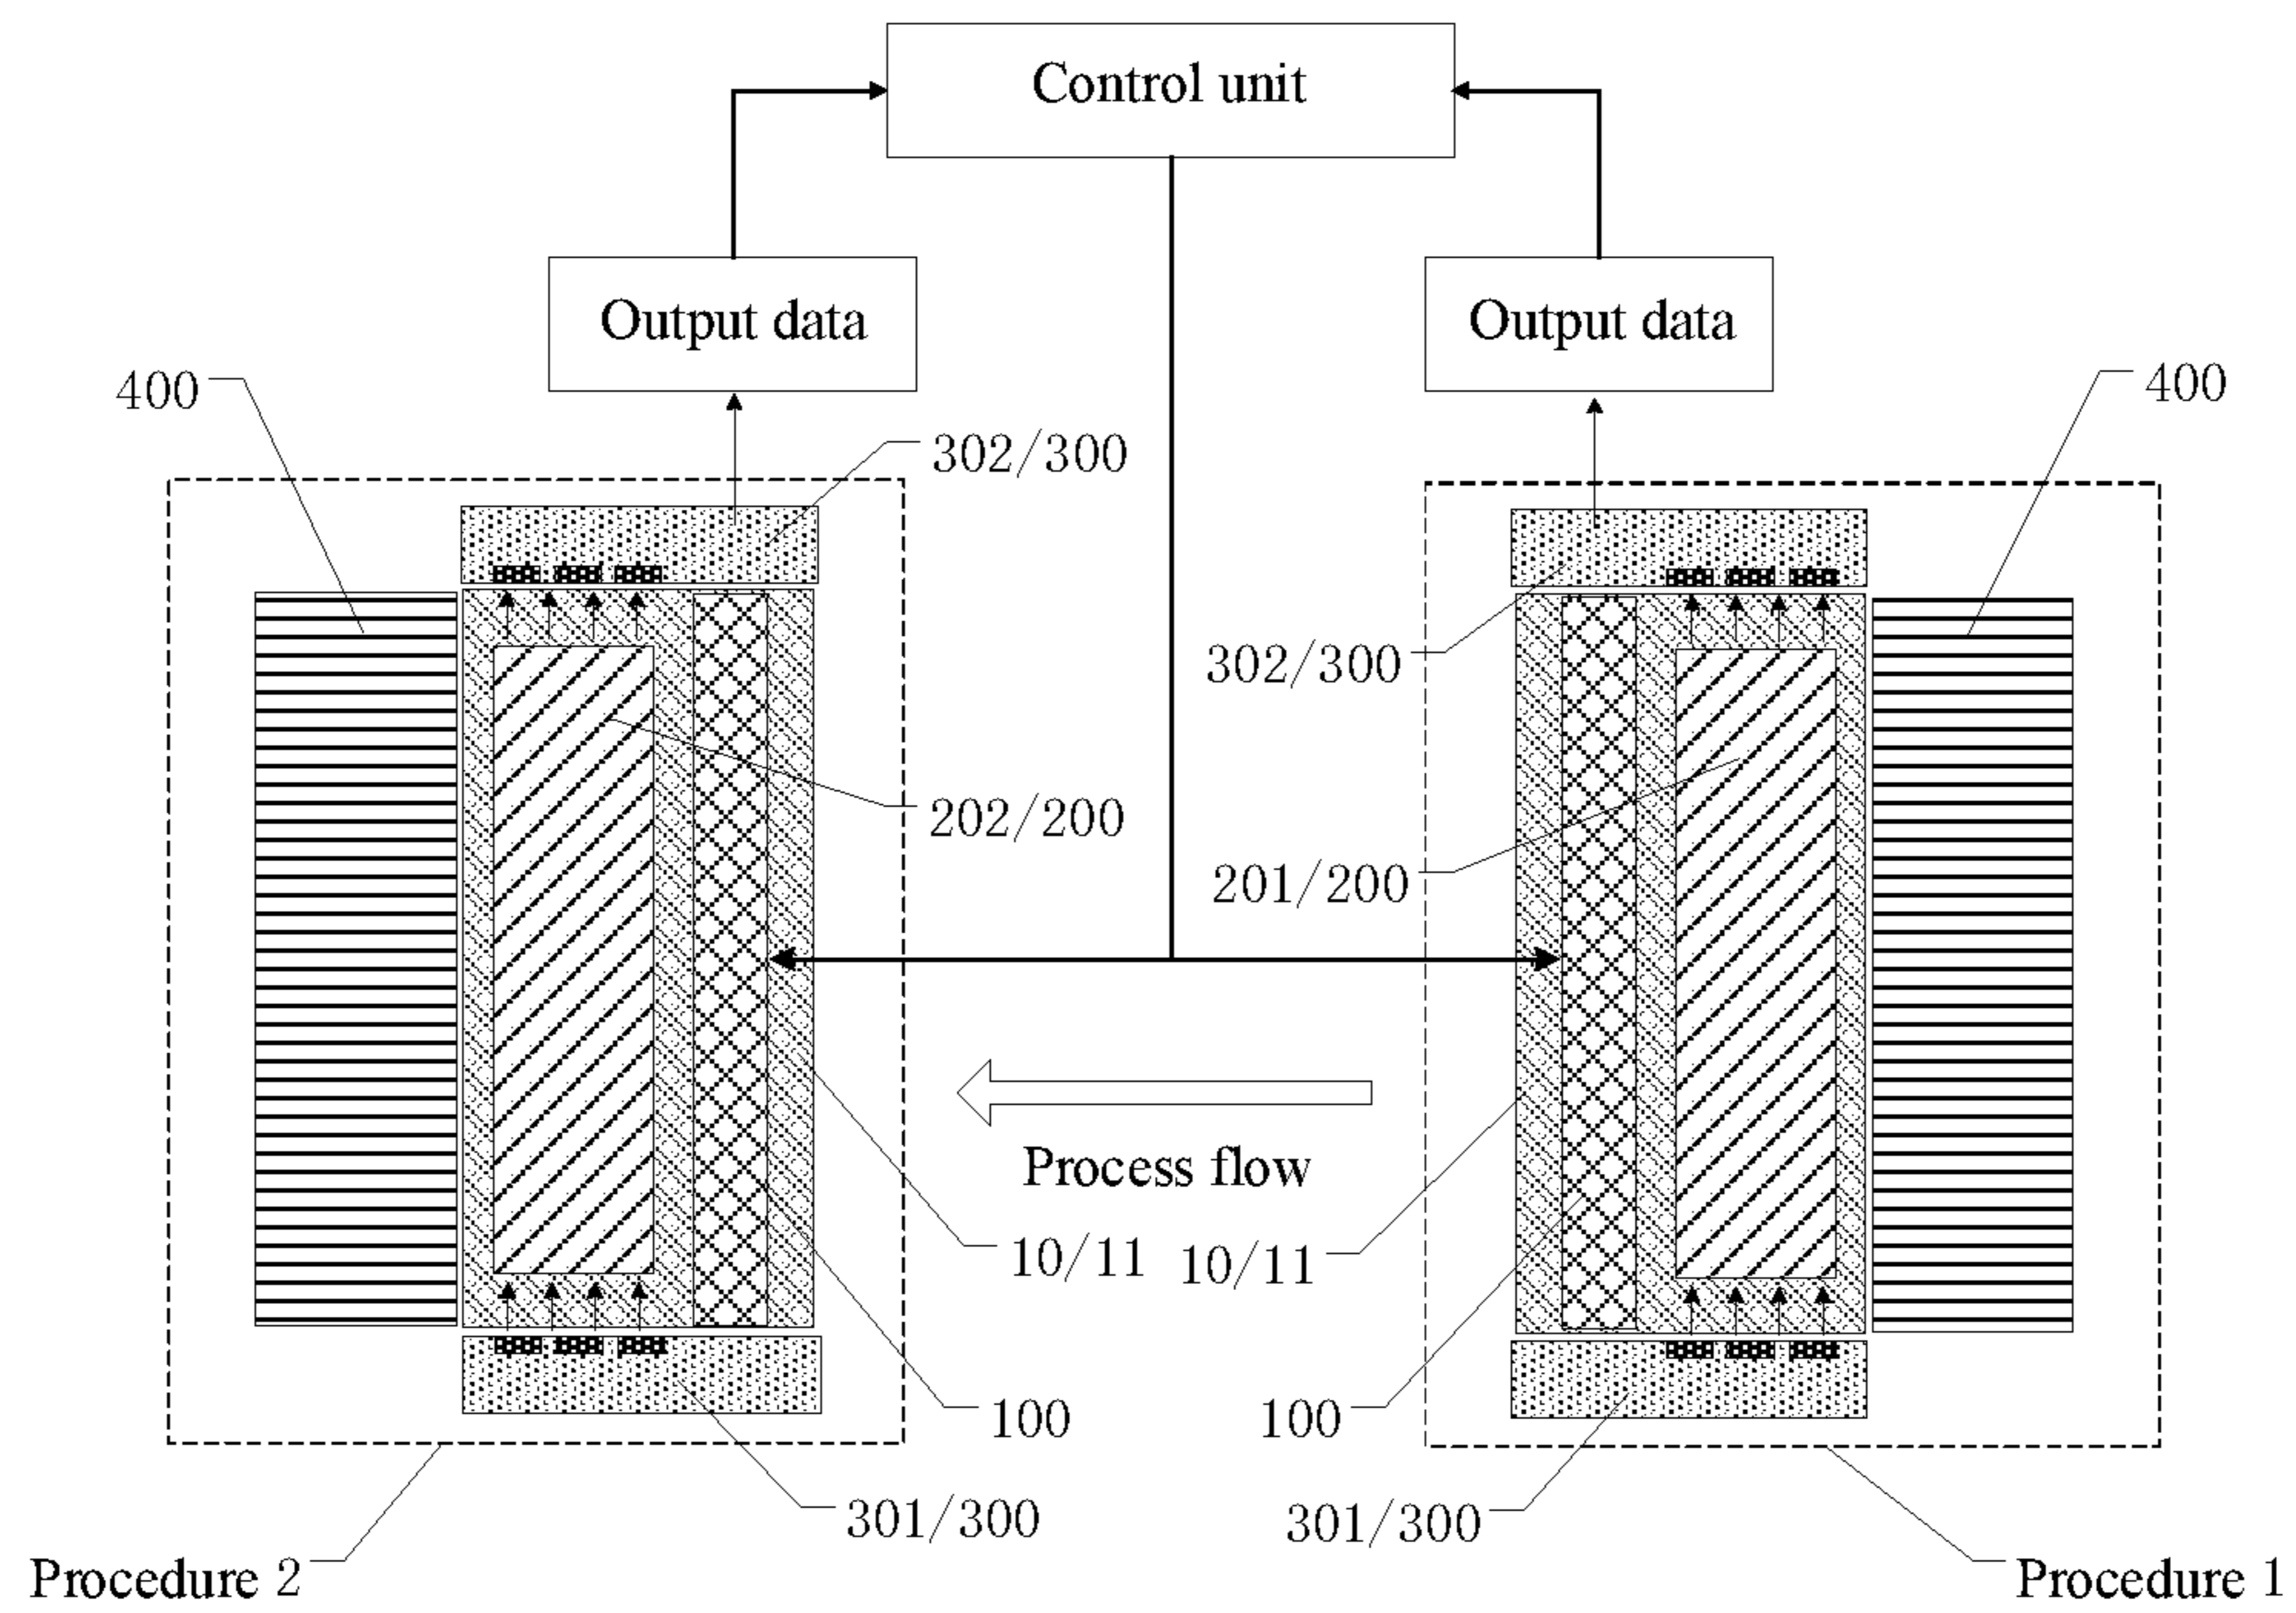 Control unit
Output data
Output data
400
400
302/300
302/300
202/200
201/200
Process flow
10/11
10/11
100
100
301/300
301/300
Procedure 2
Procedure 1